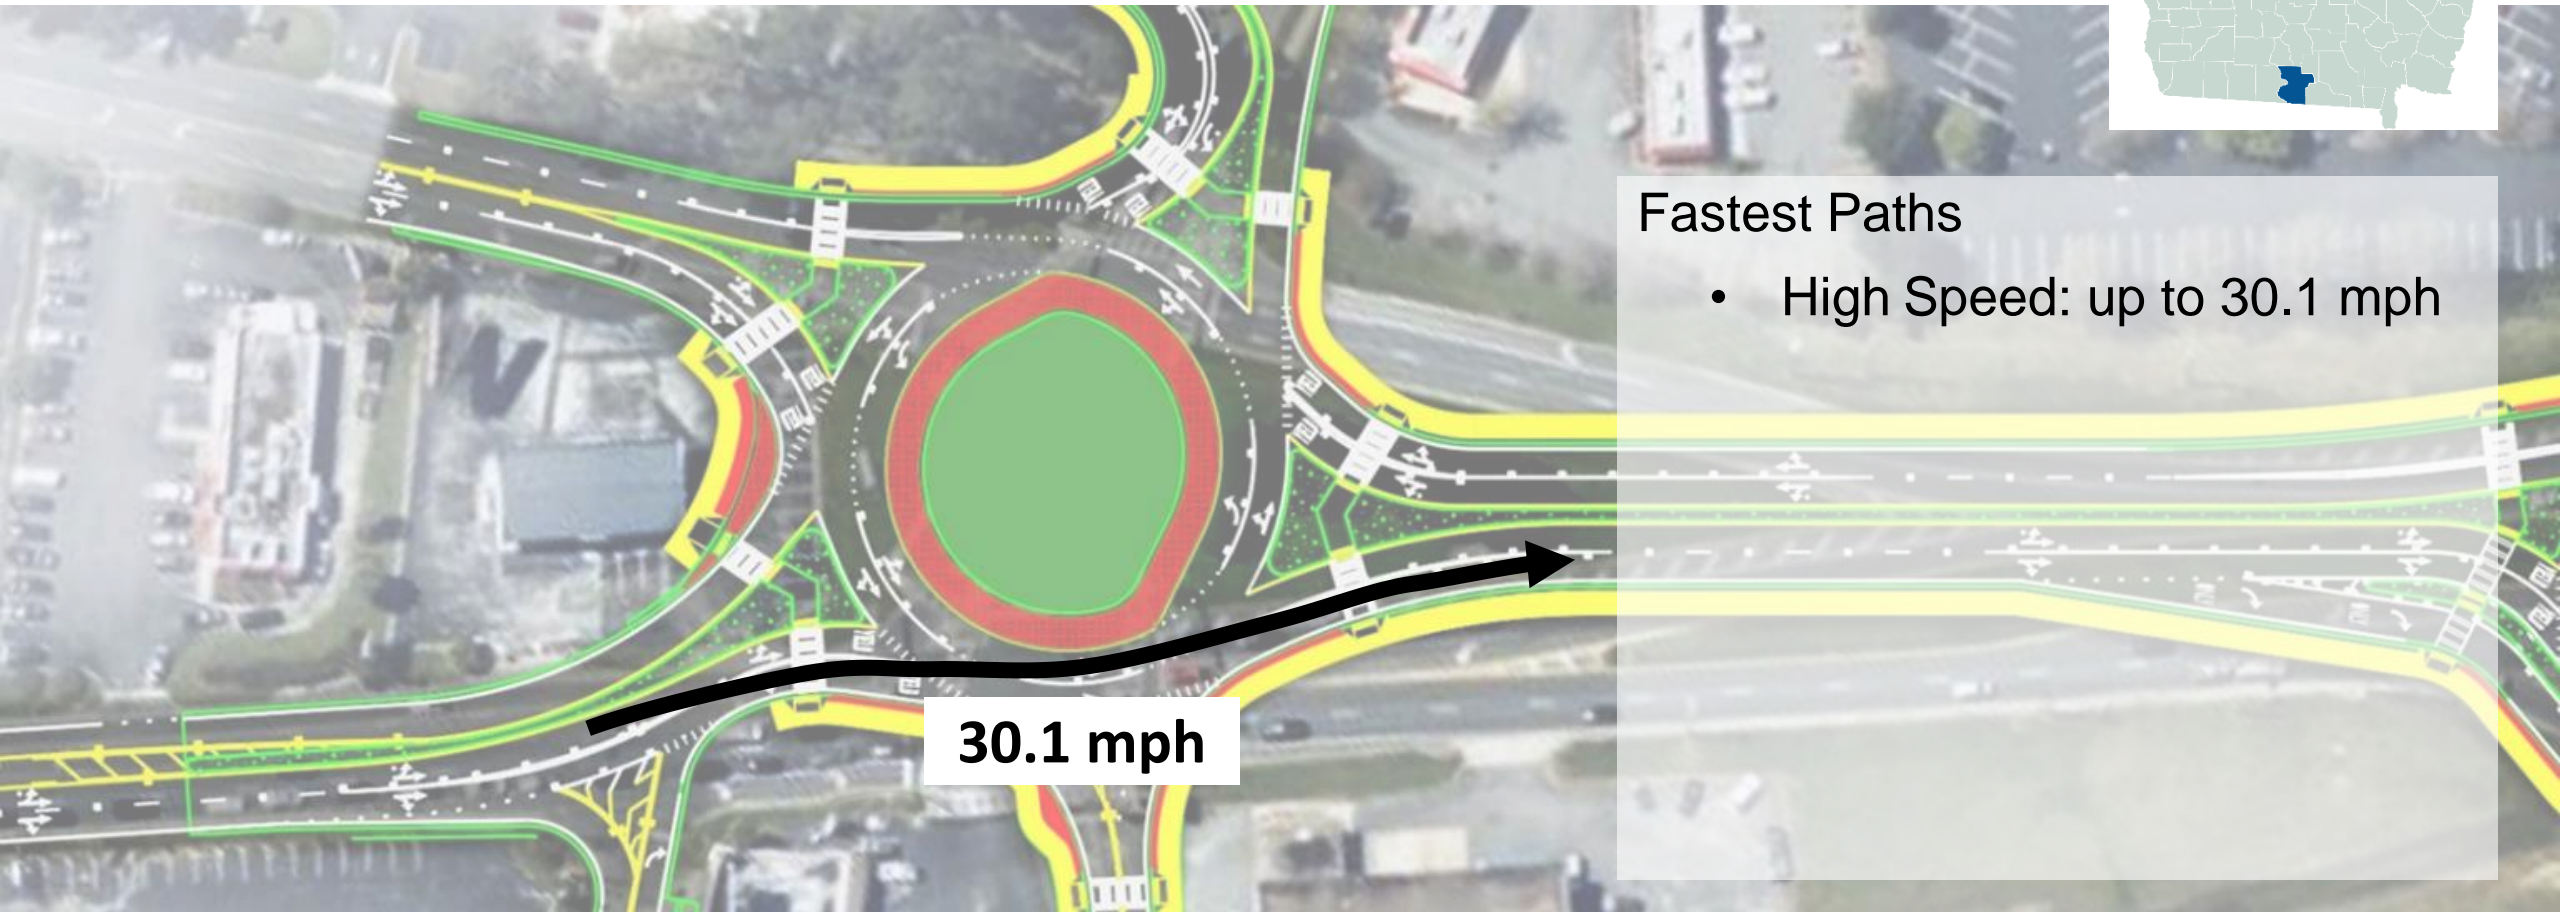 Fastest Paths
• High Speed: up to 30.1 mph
30.1 mph